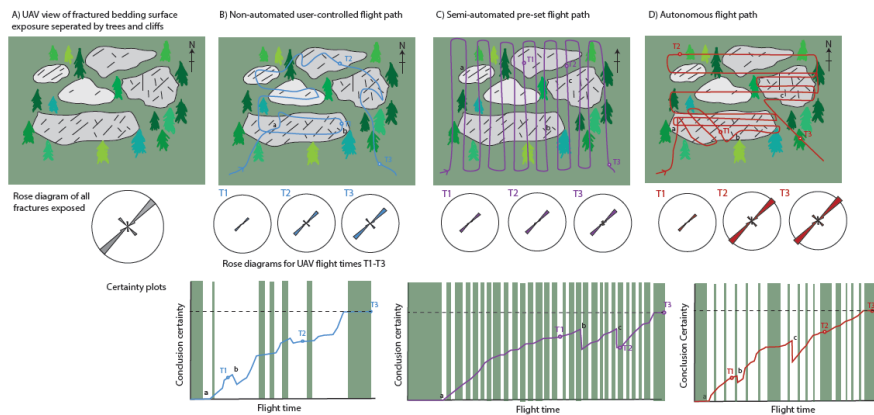 A) UAV view of fractured bedding surface
exposure seperated by trees and cliffs
B) Non-automated user-controlled flight path
C) Semi-automated pre-set flight path
D) Autonomous flight path
N
T2
a
b
T3
N
T1
T2
a
c
b
T3
N
T2
c
a
T1
b
T3
N
Rose diagram of all
fractures exposed
T1
T2
T3
T1
T2
T3
T1
T2
T3
Rose diagrams for UAV flight times T1-T3
Certainty plots
Conclusion certainty
a
T1
b
T2
T3
Flight time
Conclusion certainty
a
T1
b
c
T2
T3
Flight time
Conclusion Certainty
a
T1
b
c
T2
T3
Flight time